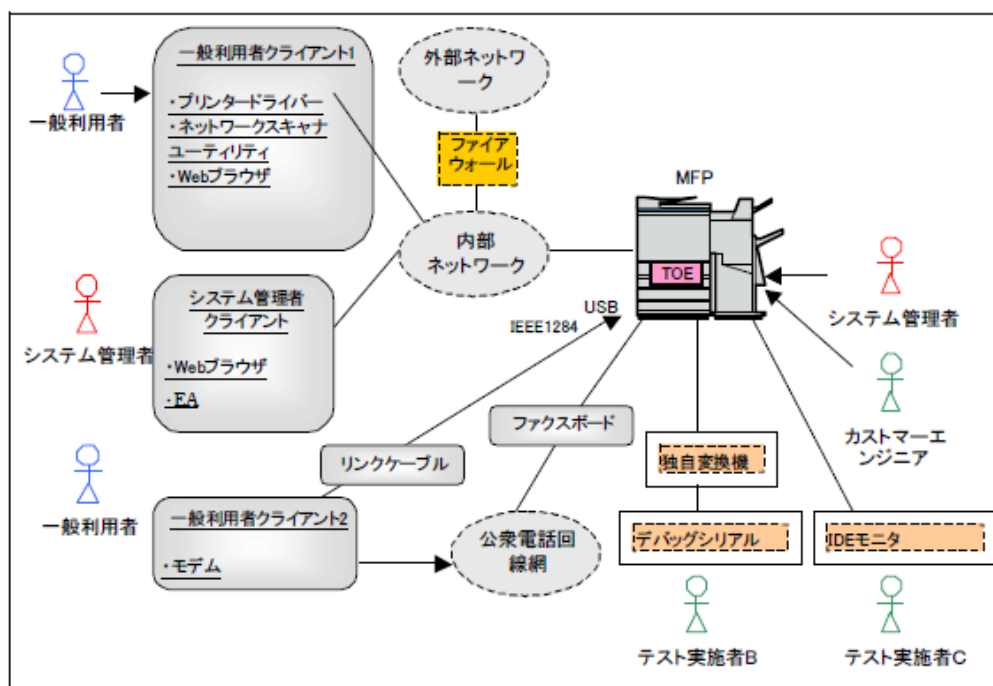 一般利用者クライアント1
・プリンタードライバー
・ネットワークスキャナ
ユーティリティ
・Webブラウザ
一般利用者
外部ネットワ
ーク
ファイア
ウォール
内部
ネットワーク
MFP
TOE
システム管理者
システム管理者
クライアント
・Webブラウザ
・EA
システム管理者
USB
IEEE1284
カストマーエ
ンジニア
リンクケーブル
ファクスボード
独自変換機
一般利用者
一般利用者クライアント2
・モデム
公衆電話回
線網
デバッグシリアル
IDEモニタ
テスト実施者B
テスト実施者C